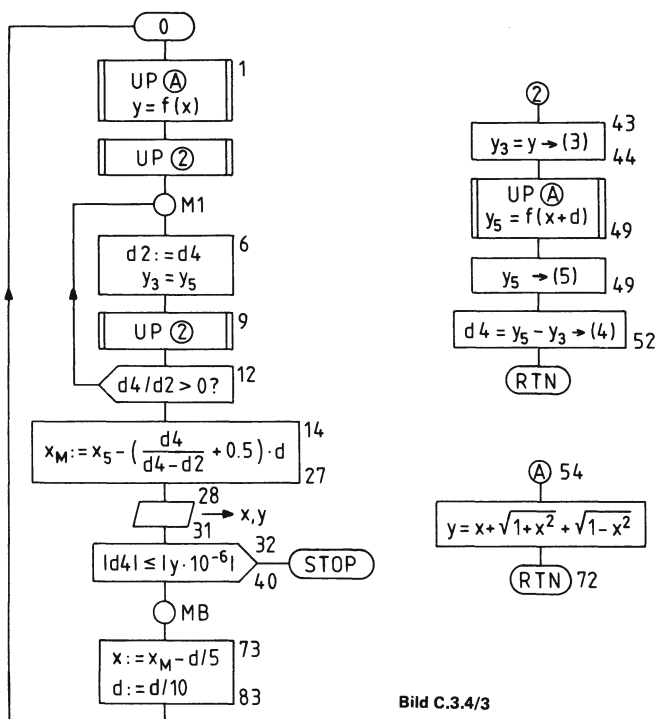 0
1
UP Ⓐ
y = f(x)
UP ②
M1
6
d2 := d4
y₃ = y₅
9
UP ②
12
d4/d2 > 0?
14
x_M := x₅ − (d4/(d4 − d2) + 0.5) · d
27
28
→ x, y
31
32
|d4| ≤ |y · 10⁻⁶|
40
STOP
MB
73
x := x_M − d/5
d := d/10
83
②
43
y₃ = y → (3)
44
UP Ⓐ
y₅ = f(x+d)
49
y₅ → (5)
49
d4 = y₅ − y₃ → (4)
52
RTN
Ⓐ 54
y = x + √(1+x²) + √(1−x²)
RTN 72
Bild C.3.4/3